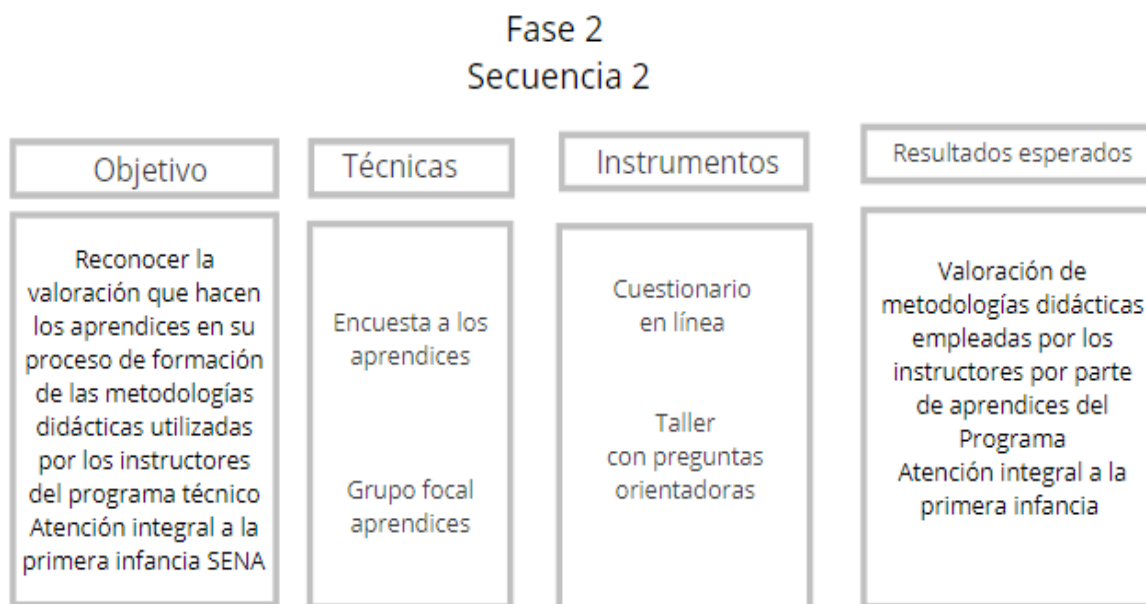 Fase 2
Secuencia 2
Objetivo
Reconocer la
valoración que hacen
los aprendices en su
proceso de formación
de las metodologías
didácticas utilizadas
por los instructores
del programa técnico
Atención integral a la
primera infancia SENA
Técnicas
Encuesta a los
aprendices
Grupo focal
aprendices
Instrumentos
Cuestionario
en línea
Taller
con preguntas
orientadoras
Resultados esperados
Valoración de
metodologías didácticas
empleadas por los
instructores por parte
de aprendices del
Programa
Atención integral a la
primera infancia